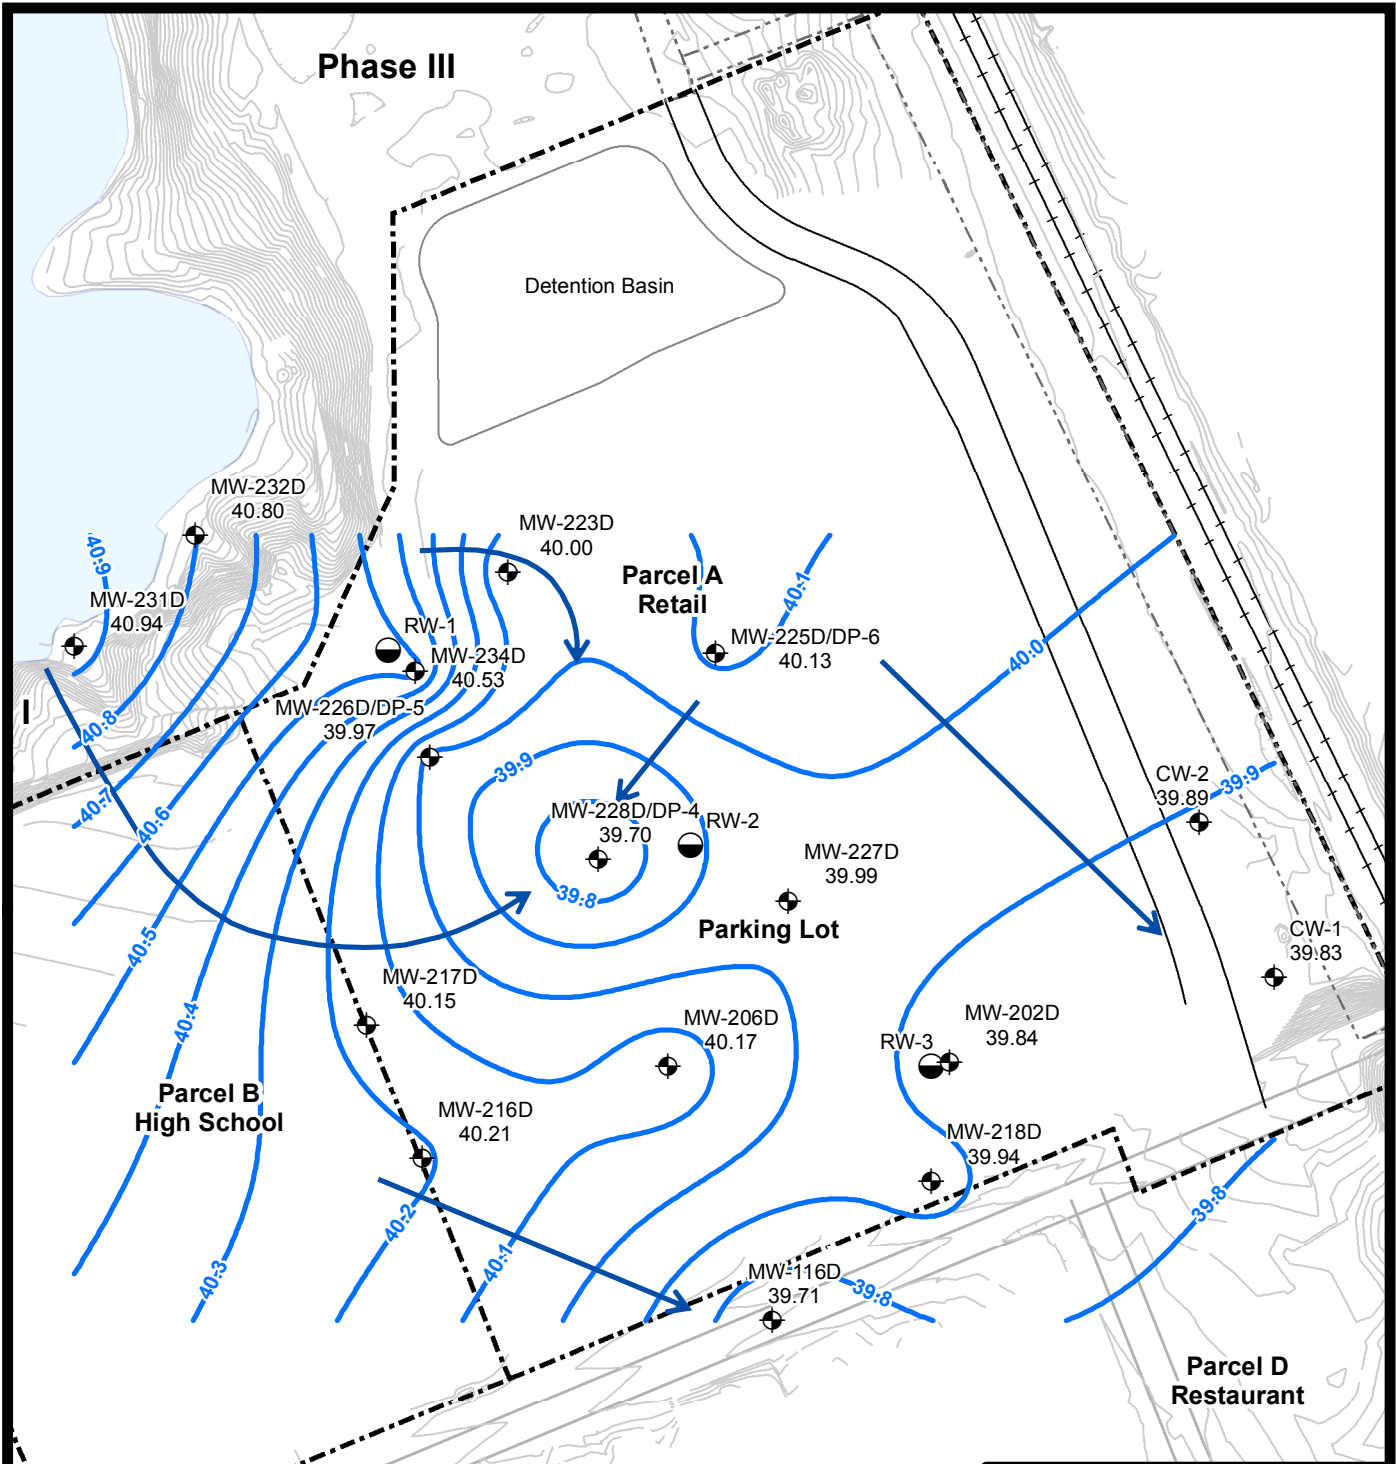 Phase III
Detention Basin
MW-232D
40.80
MW-223D
40.00
40.9
Parcel A
Retail
40.1
MW-231D
40.94
RW-1
MW-225D/DP-6
40.13
MW-234D
40.53
40.0
I
MW-226D/DP-5
39.97
40.8
39.9
CW-2
39.89
39.9
40.7
40.6
MW-228D/DP-4
39.70
RW-2
MW-227D
39.99
39.8
Parking Lot
CW-1
39.83
40.5
MW-217D
40.15
40.4
MW-206D
40.17
MW-202D
39.84
RW-3
Parcel B
High School
MW-216D
40.21
MW-218D
39.94
40.2
39.8
40.3
40.1
MW-116D
39.71
39.8
Parcel D
Restaurant